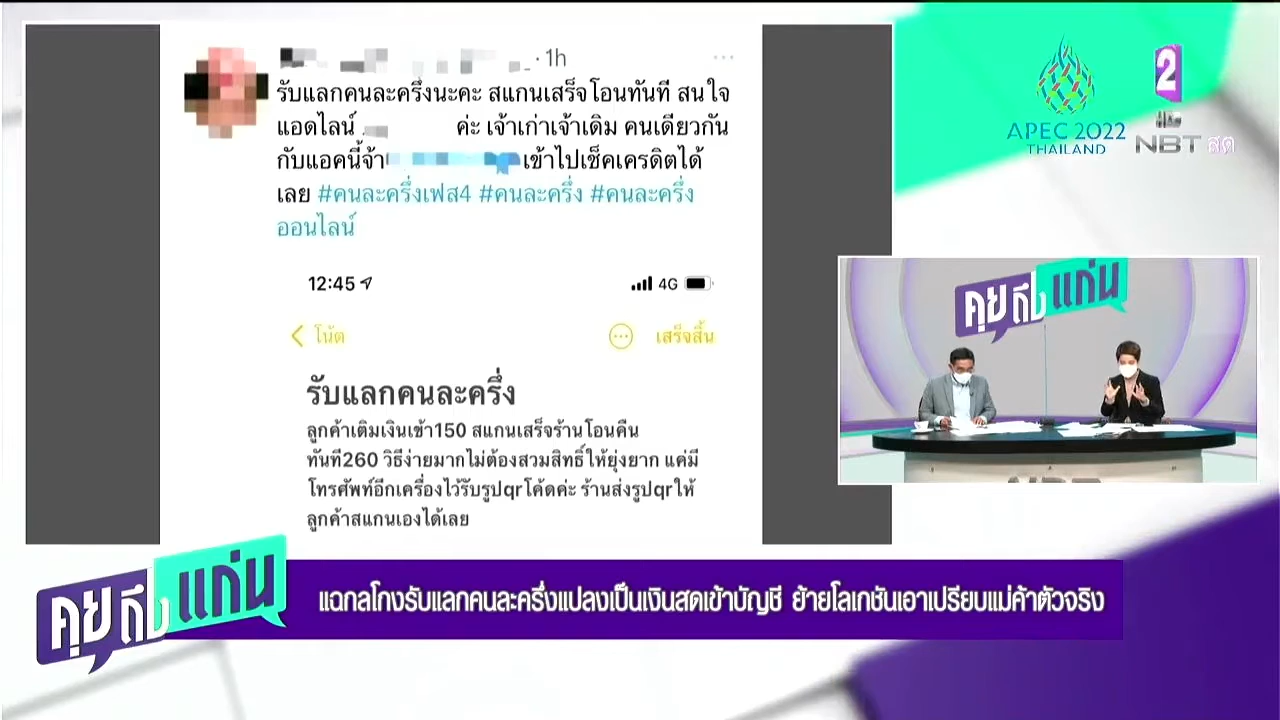 · 1h
รับแลกคนละครึ่งนะคะ สแกนเสร็จโอนทันที สนใจ
แอดไลน์ ค่ะ เจ้าเก่าเจ้าเดิม คนเดียวกัน
กับแอคนี้จ้า เข้าไปเช็คเครดิตได้
เลย #คนละครึ่งเฟส4 #คนละครึ่ง #คนละครึ่ง
ออนไลน์
12:45
4G
โน้ต
เสร็จสิ้น
รับแลกคนละครึ่ง
ลูกค้าเติมเงินเข้า150 สแกนเสร็จร้านโอนคืน
ทันที260 วิธีง่ายมากไม่ต้องสวมสิทธิ์ให้ยุ่งยาก แค่มี
โทรศัพท์อีกเครื่องไว้รับรูปqrโค้ดค่ะ ร้านส่งรูปqrให้
ลูกค้าสแกนเองได้เลย
APEC 2022
THAILAND
2
NBT สด
คุยถึงแก่น
คุยถึงแก่น
แฉกลโกงรับแลกคนละครึ่งแปลงเป็นเงินสดเข้าบัญชี ย้ายโลเกชันเอาเปรียบแม่ค้าตัวจริง